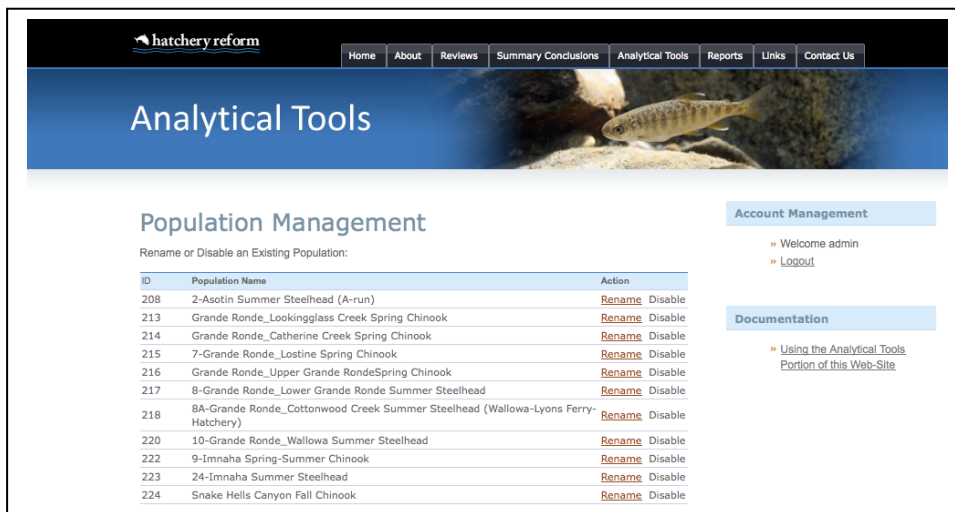 hatchery reform
Home About Reviews Summary Conclusions Analytical Tools Reports Links Contact Us
Analytical Tools
Population Management
Rename or Disable an Existing Population:
ID Population Name Action
208 2-Asotin Summer Steelhead (A-run) Rename Disable
213 Grande Ronde_Lookingglass Creek Spring Chinook Rename Disable
214 Grande Ronde_Catherine Creek Spring Chinook Rename Disable
215 7-Grande Ronde_Lostine Spring Chinook Rename Disable
216 Grande Ronde_Upper Grande RondeSpring Chinook Rename Disable
217 8-Grande Ronde_Lower Grande Ronde Summer Steelhead Rename Disable
218 8A-Grande Ronde_Cottonwood Creek Summer Steelhead (Wallowa-Lyons Ferry-
Hatchery) Rename Disable
220 10-Grande Ronde_Wallowa Summer Steelhead Rename Disable
222 9-Imnaha Spring-Summer Chinook Rename Disable
223 24-Imnaha Summer Steelhead Rename Disable
224 Snake Hells Canyon Fall Chinook Rename Disable
Account Management
» Welcome admin
» Logout
Documentation
» Using the Analytical Tools
Portion of this Web-Site